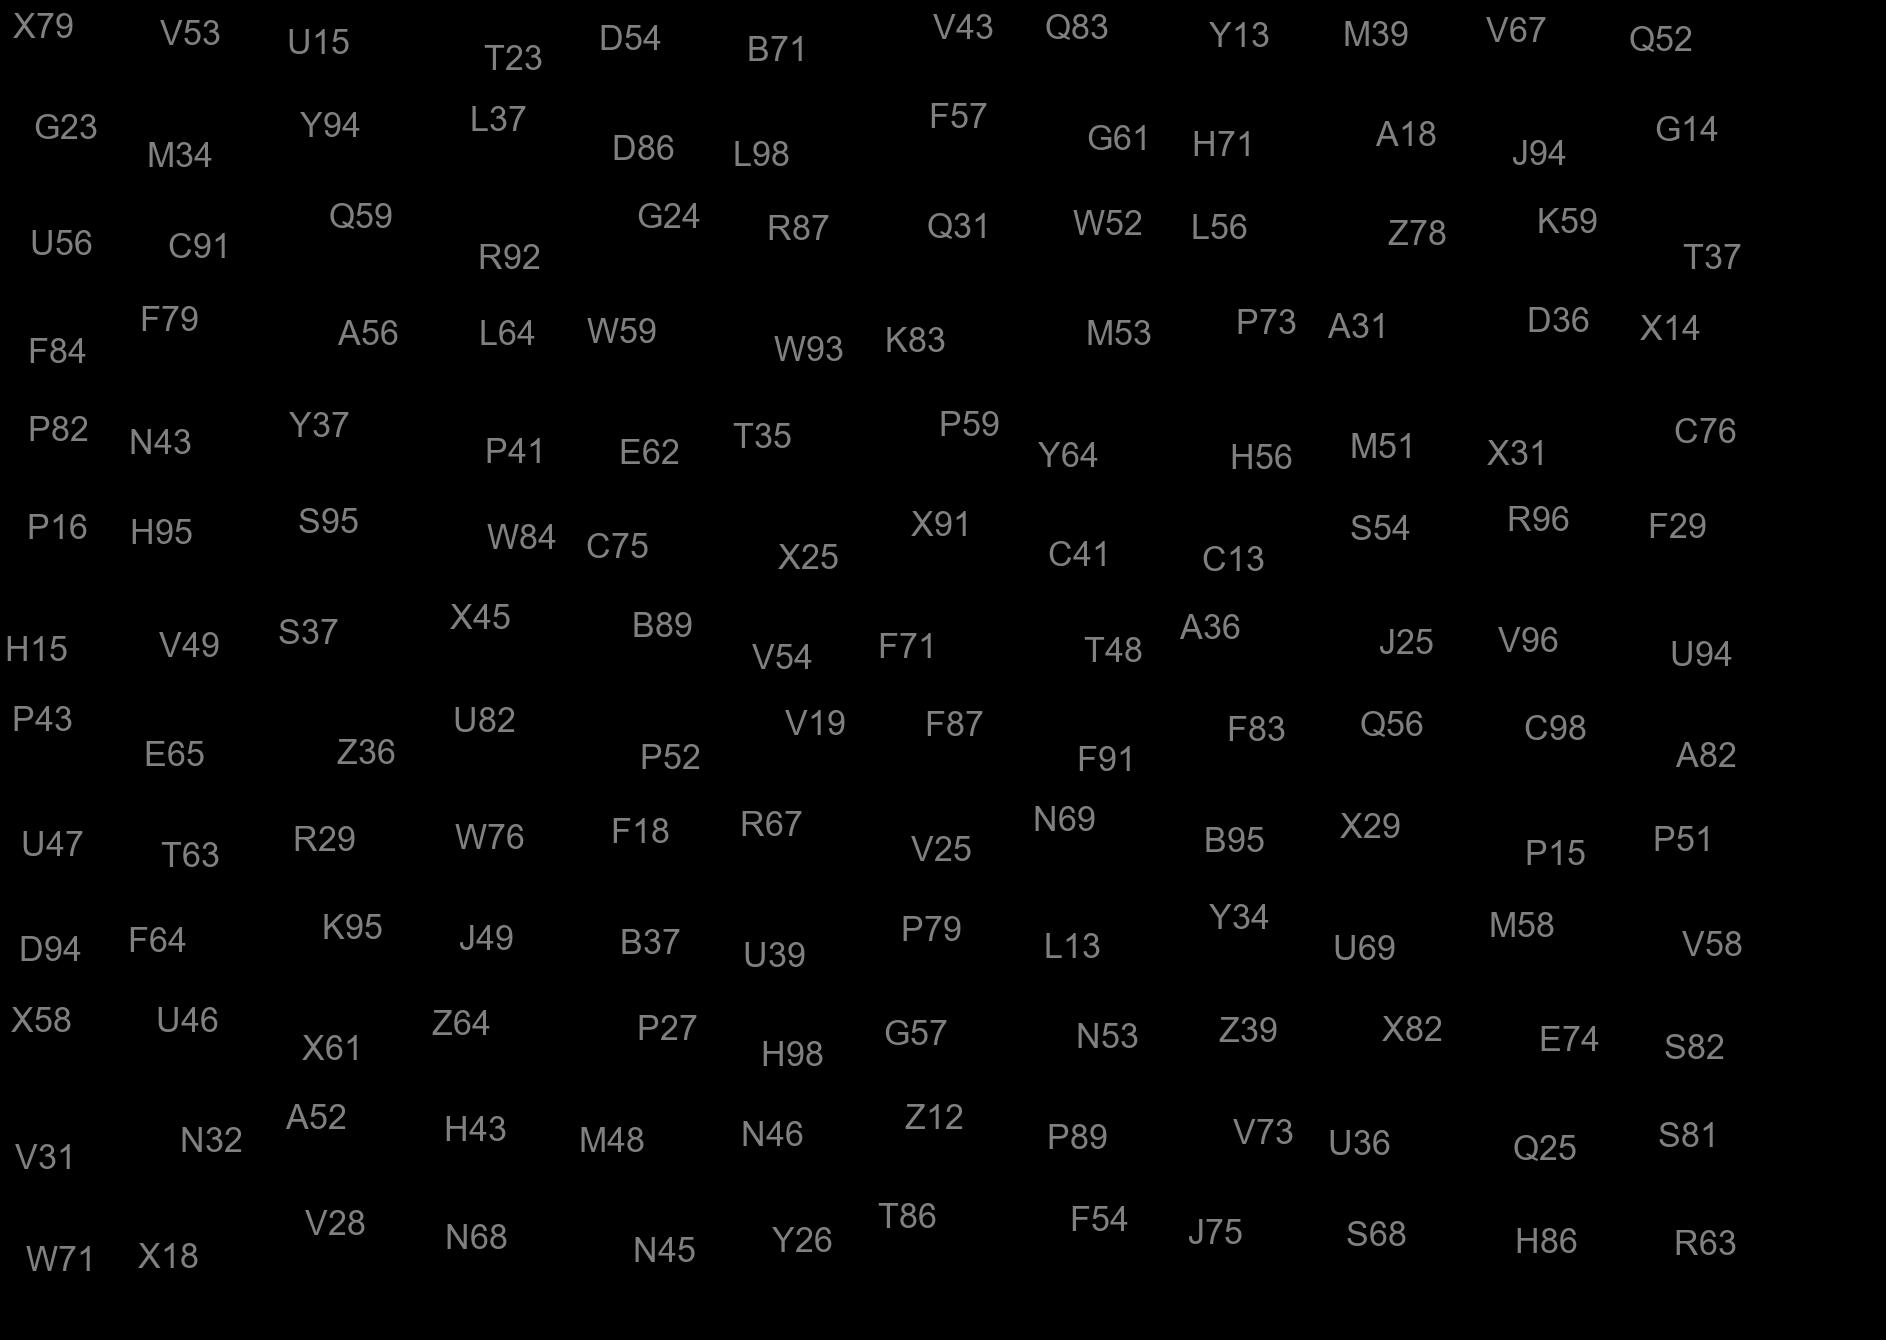 X79 V53 U15 T23 D54 B71 V43 Q83 Y13 M39 V67 Q52
G23 M34 Y94 L37 D86 L98 F57 G61 H71 A18 J94 G14
U56 C91 Q59 R92 G24 R87 Q31 W52 L56 Z78 K59 T37
F84 F79 A56 L64 W59 W93 K83 M53 P73 A31 D36 X14
P82 N43 Y37 P41 E62 T35 P59 Y64 H56 M51 X31 C76
P16 H95 S95 W84 C75 X25 X91 C41 C13 S54 R96 F29
H15 V49 S37 X45 B89 V54 F71 T48 A36 J25 V96 U94
P43 E65 Z36 U82 P52 V19 F87 F91 F83 Q56 C98 A82
U47 T63 R29 W76 F18 R67 V25 N69 B95 X29 P15 P51
D94 F64 K95 J49 B37 U39 P79 L13 Y34 U69 M58 V58
X58 U46 X61 Z64 P27 H98 G57 N53 Z39 X82 E74 S82
V31 N32 A52 H43 M48 N46 Z12 P89 V73 U36 Q25 S81
W71 X18 V28 N68 N45 Y26 T86 F54 J75 S68 H86 R63